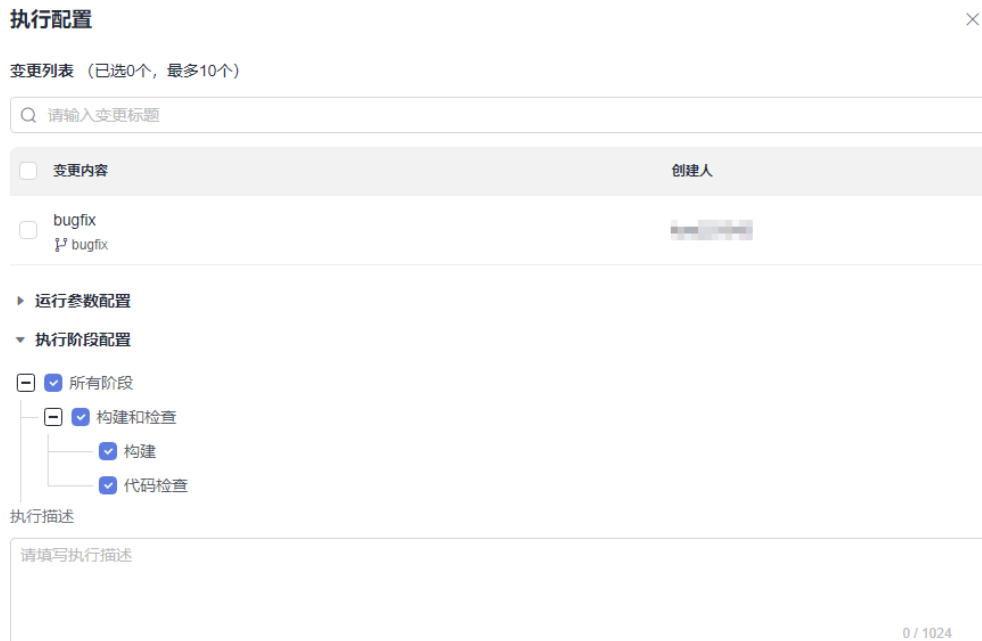 执行配置
变更列表 （已选0个，最多10个）
请输入变更标题
变更内容 创建人
bugfix
bugfix
运行参数配置
执行阶段配置
所有阶段
构建和检查
构建
代码检查
执行描述
请填写执行描述
0 / 1024